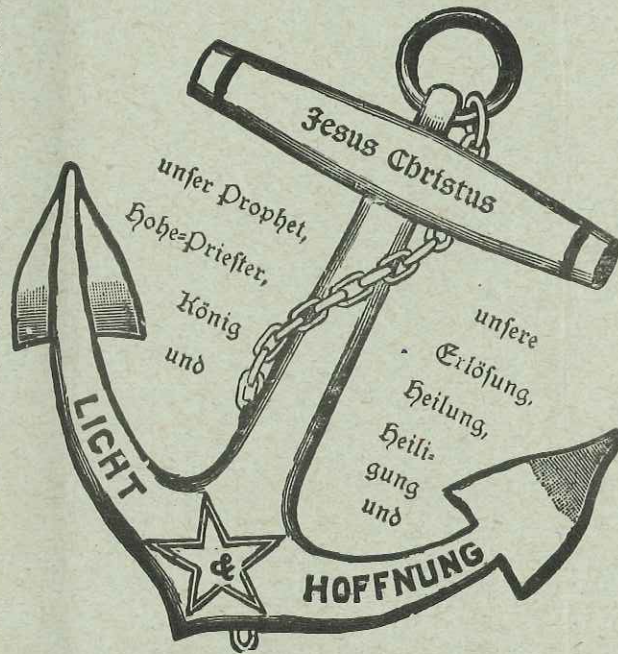 Jesus Christus
unser Prophet,
Hohe=Priester,
König
und
unsere
Erlösung,
Heilung,
Heili=
gung
und
LICHT
&
HOFFNUNG